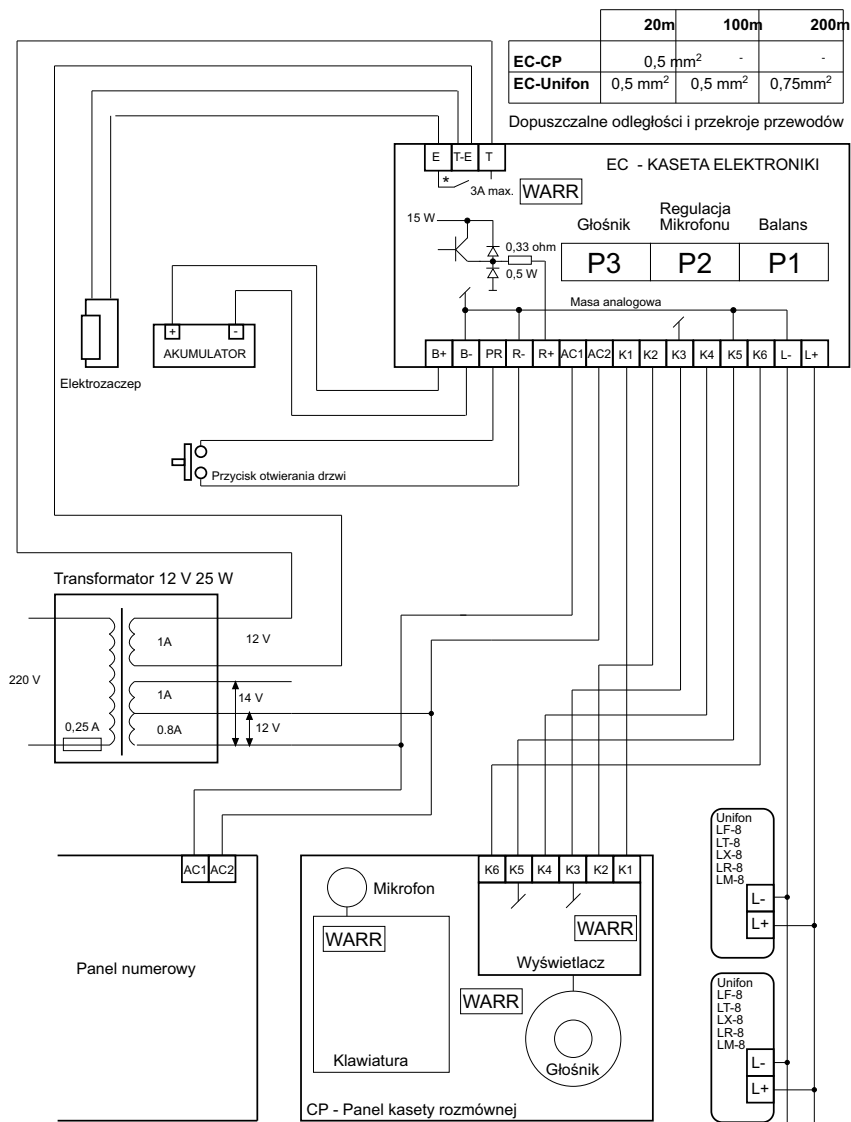 20m 100m 200m
EC-CP 0,5 mm² - -
EC-Unifon 0,5 mm² 0,5 mm² 0,75mm²
Dopuszczalne odległości i przekroje przewodów
E T-E T
EC - KASETA ELEKTRONIKI
*
3A max.
WARR
15 W
0,33 ohm
0,5 W
Głośnik
Regulacja
Mikrofonu
Balans
P3 P2 P1
Masa analogowa
B+ B- PR R- R+ AC1 AC2 K1 K2 K3 K4 K5 K6 L- L+
+ -
AKUMULATOR
Elektrozaczep
Przycisk otwierania drzwi
Transformator 12 V 25 W
1A
12 V
220 V
1A
14 V
0,25 A
0.8A
12 V
AC1 AC2
Panel numerowy
K6 K5 K4 K3 K2 K1
Mikrofon
WARR
WARR
Wyświetlacz
WARR
Klawiatura
Głośnik
CP - Panel kasety rozmównej
Unifon
LF-8
LT-8
LX-8
LR-8
LM-8
L-
L+
Unifon
LF-8
LT-8
LX-8
LR-8
LM-8
L-
L+